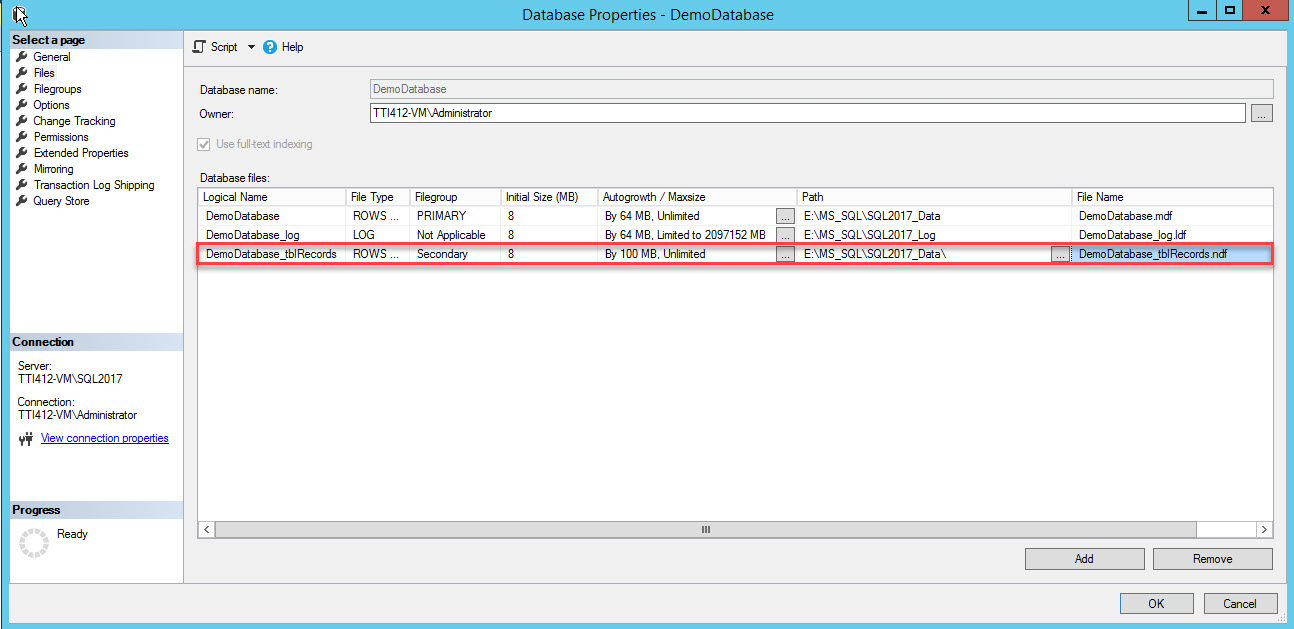 Database Properties - DemoDatabase
Select a page
General
Files
Filegroups
Options
Change Tracking
Permissions
Extended Properties
Mirroring
Transaction Log Shipping
Query Store
Connection
Server:
TTI412-VM\SQL2017
Connection:
TTI412-VM\Administrator
View connection properties
Progress
Ready
Script Help
Database name: DemoDatabase
Owner: TTI412-VM\Administrator ...
Use full-text indexing
Database files:
Logical Name File Type Filegroup Initial Size (MB) Autogrowth / Maxsize Path File Name
DemoDatabase ROWS ... PRIMARY 8 By 64 MB, Unlimited ... E:\MS_SQL\SQL2017_Data DemoDatabase.mdf
DemoDatabase_log LOG Not Applicable 8 By 64 MB, Limited to 2097152 MB ... E:\MS_SQL\SQL2017_Log DemoDatabase_log.ldf
DemoDatabase_tblRecords ROWS ... Secondary 8 By 100 MB, Unlimited ... E:\MS_SQL\SQL2017_Data\ ... DemoDatabase_tblRecords.ndf
Add Remove
OK Cancel